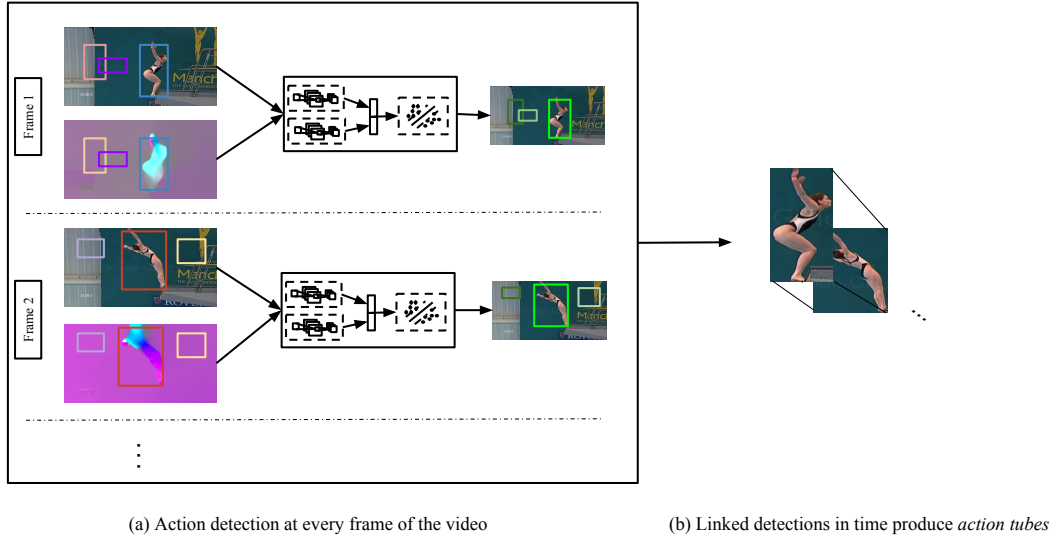 Frame 1
Manch
Frame 2
(a) Action detection at every frame of the video
(b) Linked detections in time produce action tubes
...